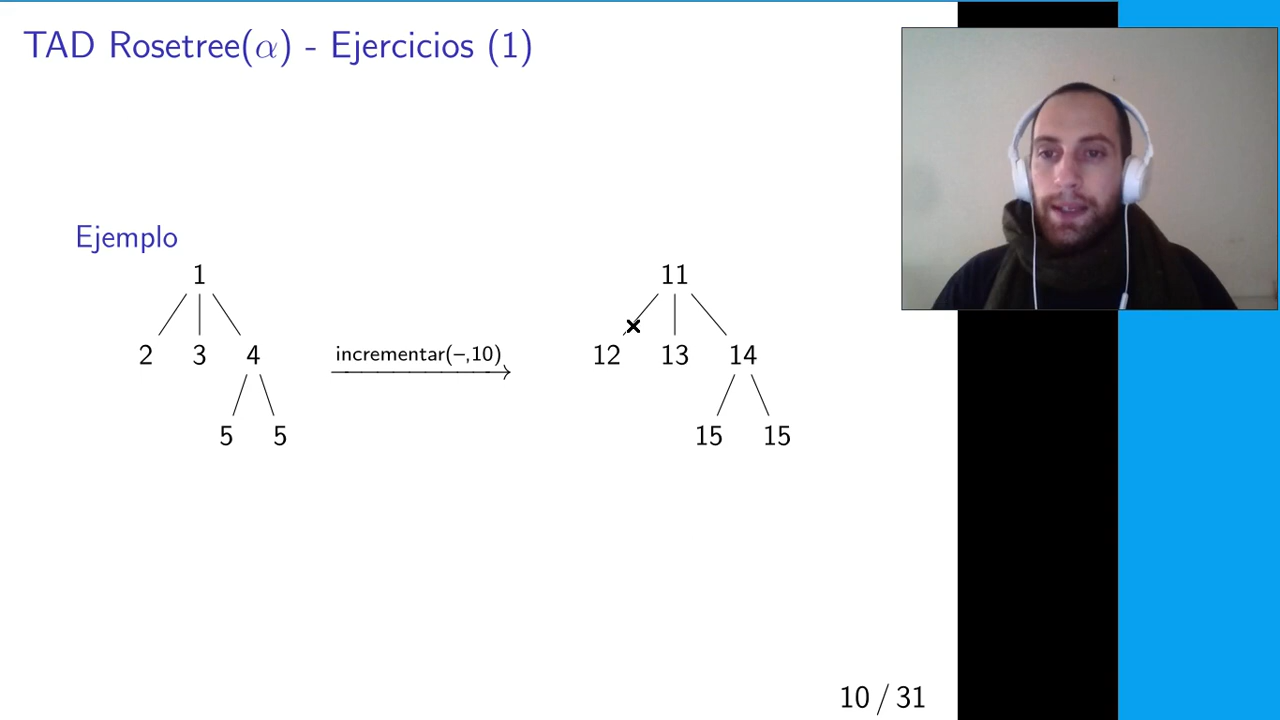 TAD Rosetree(α) - Ejercicios (1)
Ejemplo
1
2 3 4
5 5
incrementar(−,10)
11
12 13 14
15 15
10 / 31